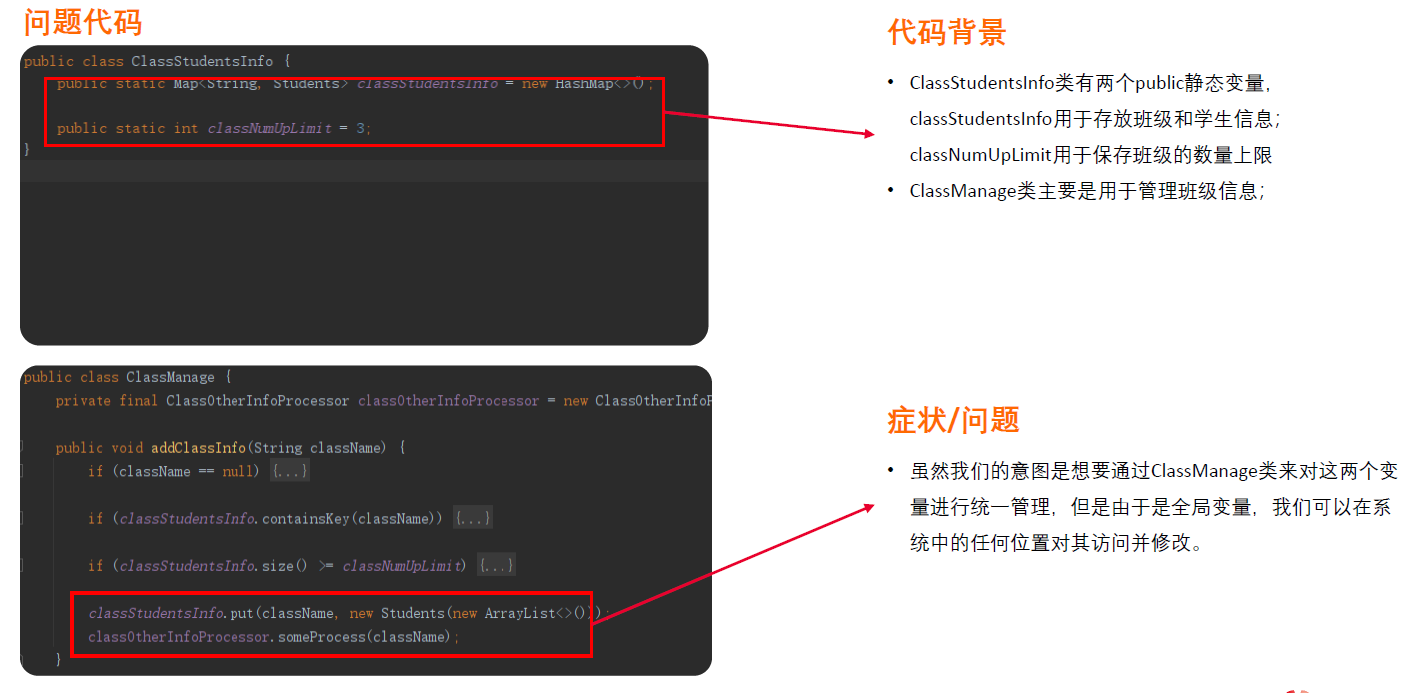 问题代码
public class ClassStudentsInfo {
public static Map<String, Students> classStudentsInfo = new HashMap<>();
public static int classNumUpLimit = 3;
}
代码背景
• ClassStudentsInfo类有两个public静态变量，
classStudentsInfo用于存放班级和学生信息；
classNumUpLimit用于保存班级的数量上限
• ClassManage类主要是用于管理班级信息；
public class ClassManage {
private final ClassOtherInfoProcessor classOtherInfoProcessor = new ClassOtherInfoP
public void addClassInfo(String className) {
if (className == null) {...}
if (classStudentsInfo.containsKey(className)) {...}
if (classStudentsInfo.size() >= classNumUpLimit) {...}
classStudentsInfo.put(className, new Students(new ArrayList<>()));
classOtherInfoProcessor.someProcess(className);
}
症状/问题
• 虽然我们的意图是想要通过ClassManage类来对这两个变
量进行统一管理，但是由于是全局变量，我们可以在系
统中的任何位置对其访问并修改。